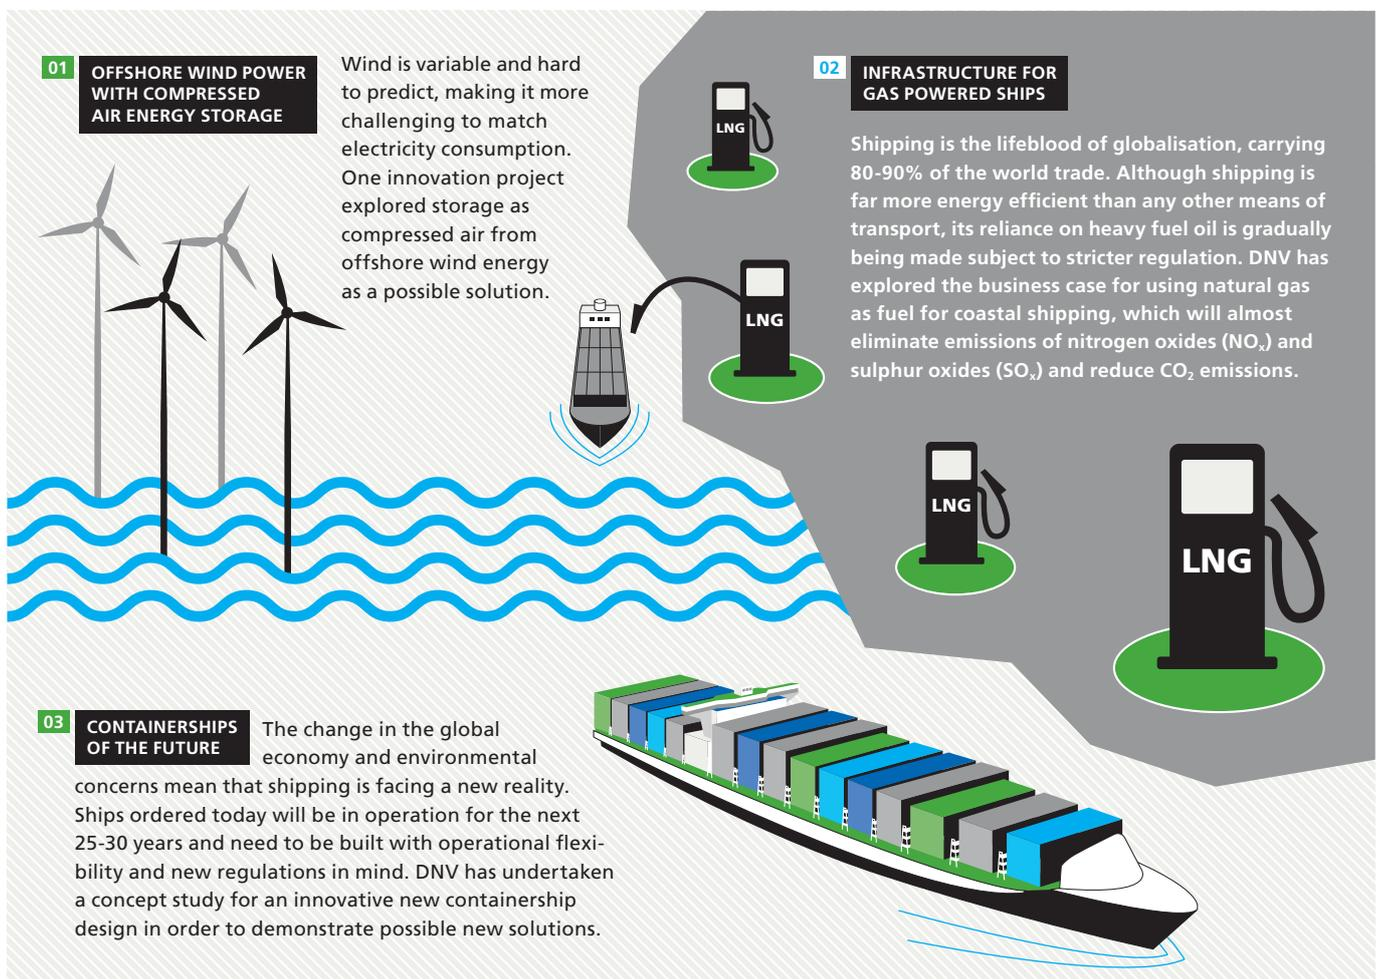 01
OFFSHORE WIND POWER
WITH COMPRESSED
AIR ENERGY STORAGE
Wind is variable and hard
to predict, making it more
challenging to match
electricity consumption.
One innovation project
explored storage as
compressed air from
offshore wind energy
as a possible solution.
02
INFRASTRUCTURE FOR
GAS POWERED SHIPS
Shipping is the lifeblood of globalisation, carrying
80-90% of the world trade. Although shipping is
far more energy efficient than any other means of
transport, its reliance on heavy fuel oil is gradually
being made subject to stricter regulation. DNV has
explored the business case for using natural gas
as fuel for coastal shipping, which will almost
eliminate emissions of nitrogen oxides (NOx) and
sulphur oxides (SOx) and reduce CO2 emissions.
LNG
LNG
LNG
LNG
03
CONTAINERSHIPS
OF THE FUTURE
The change in the global
economy and environmental
concerns mean that shipping is facing a new reality.
Ships ordered today will be in operation for the next
25-30 years and need to be built with operational flexi-
bility and new regulations in mind. DNV has undertaken
a concept study for an innovative new containership
design in order to demonstrate possible new solutions.